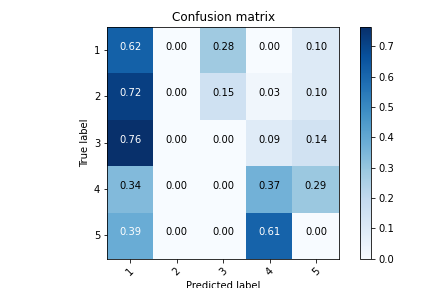 Confusion matrix
1 0.62 0.00 0.28 0.00 0.10
2 0.72 0.00 0.15 0.03 0.10
3 0.76 0.00 0.00 0.09 0.14
4 0.34 0.00 0.00 0.37 0.29
5 0.39 0.00 0.00 0.61 0.00
True label
1 2 3 4 5
Predicted label
0.7
0.6
0.5
0.4
0.3
0.2
0.1
0.0